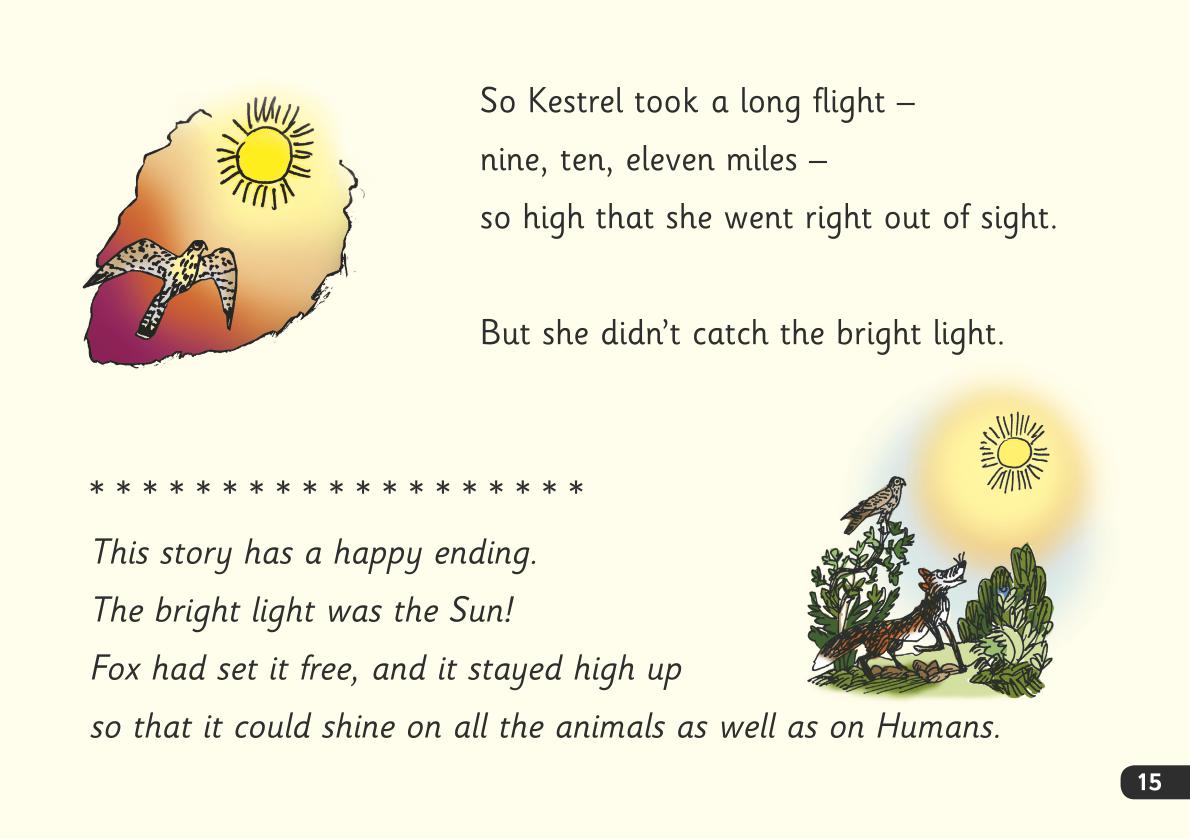 So Kestrel took a long flight –
nine, ten, eleven miles –
so high that she went right out of sight.
But she didn’t catch the bright light.
* * * * * * * * * * * * * * * * * * *
This story has a happy ending.
The bright light was the Sun!
Fox had set it free, and it stayed high up
so that it could shine on all the animals as well as on Humans.
15